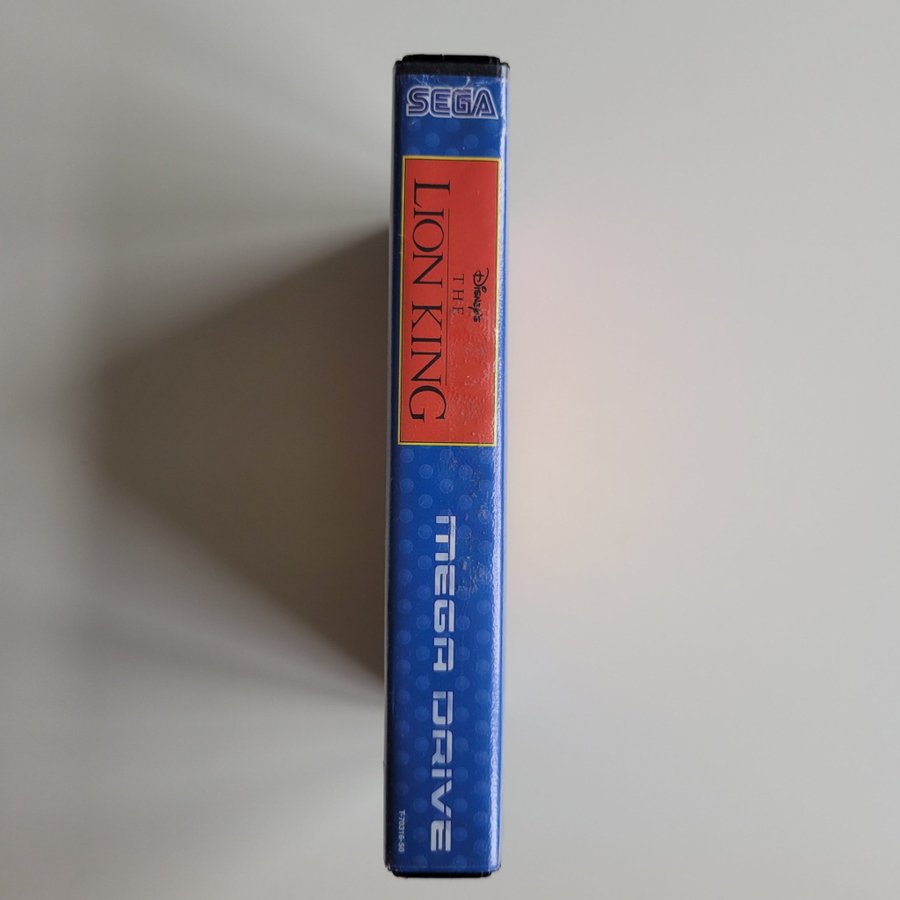 SEGA
Disney's
THE
LION KING
MEGA DRIVE
T-70316-50